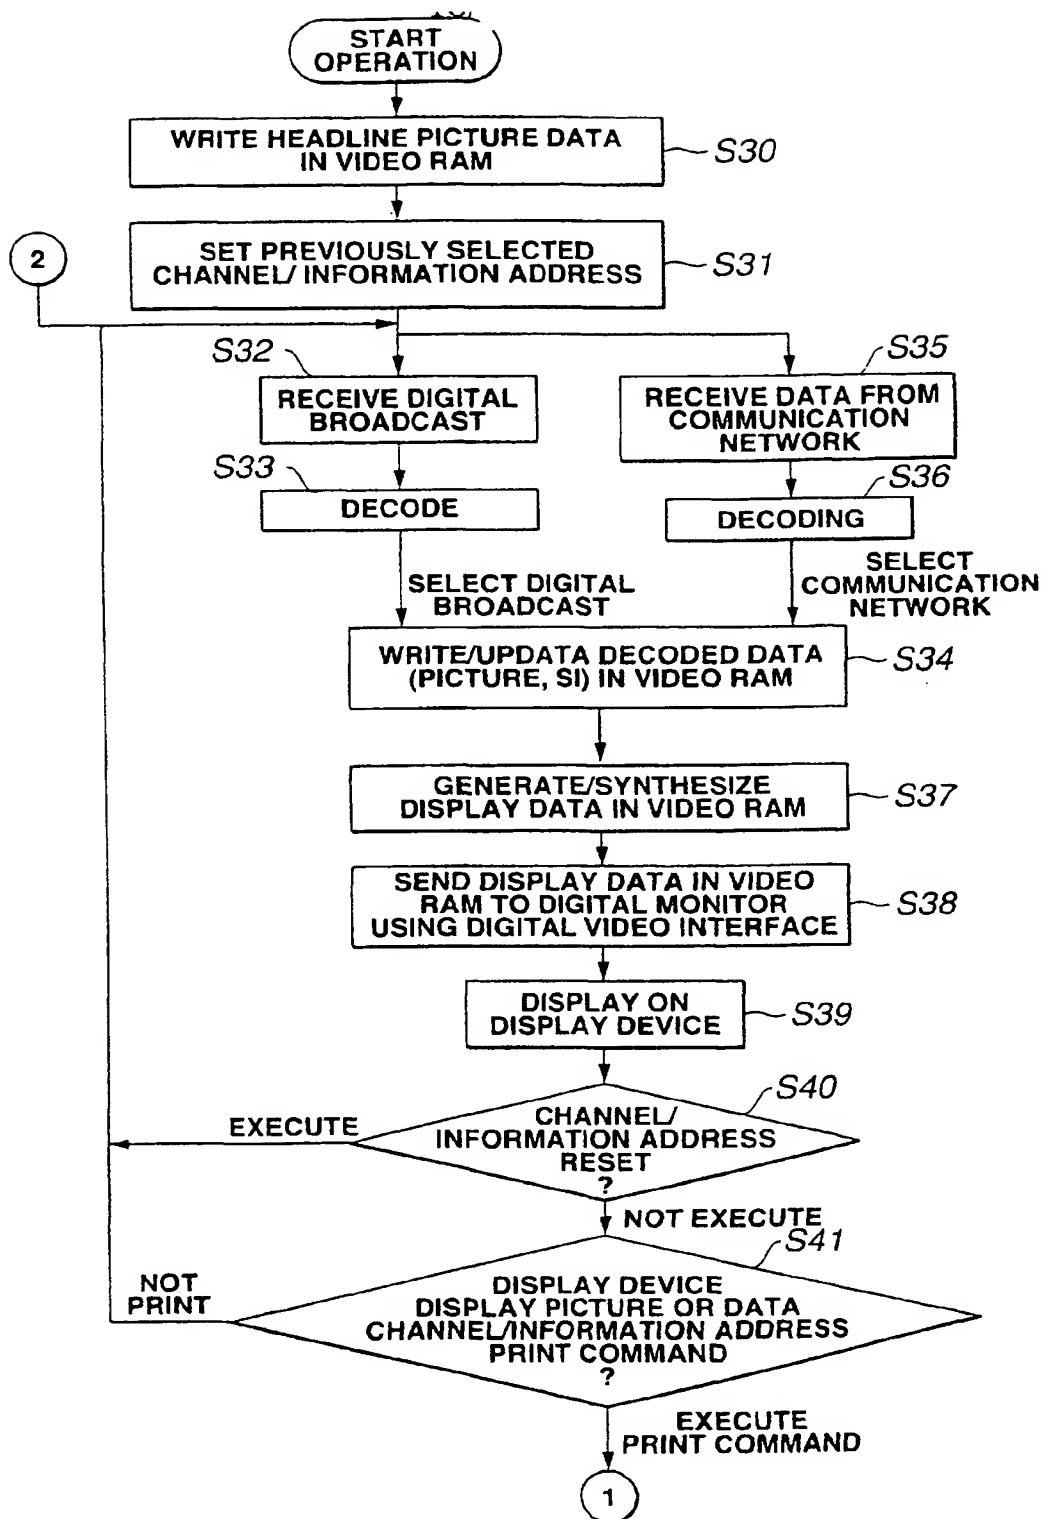 START
OPERATION
WRITE HEADLINE PICTURE DATA
IN VIDEO RAM
S30
SET PREVIOUSLY SELECTED
CHANNEL/ INFORMATION ADDRESS
S31
2
S32
RECEIVE DIGITAL
BROADCAST
S35
RECEIVE DATA FROM
COMMUNICATION
NETWORK
S33
DECODE
S36
DECODING
SELECT DIGITAL
BROADCAST
SELECT
COMMUNICATION
NETWORK
WRITE/UPDATA DECODED DATA
(PICTURE, SI) IN VIDEO RAM
S34
GENERATE/SYNTHESIZE
DISPLAY DATA IN VIDEO RAM
S37
SEND DISPLAY DATA IN VIDEO
RAM TO DIGITAL MONITOR
USING DIGITAL VIDEO INTERFACE
S38
DISPLAY ON
DISPLAY DEVICE
S39
S40
CHANNEL/
INFORMATION ADDRESS
RESET
?
EXECUTE
NOT EXECUTE
S41
DISPLAY DEVICE
DISPLAY PICTURE OR DATA
CHANNEL/INFORMATION ADDRESS
PRINT COMMAND
?
NOT
PRINT
EXECUTE
PRINT COMMAND
1